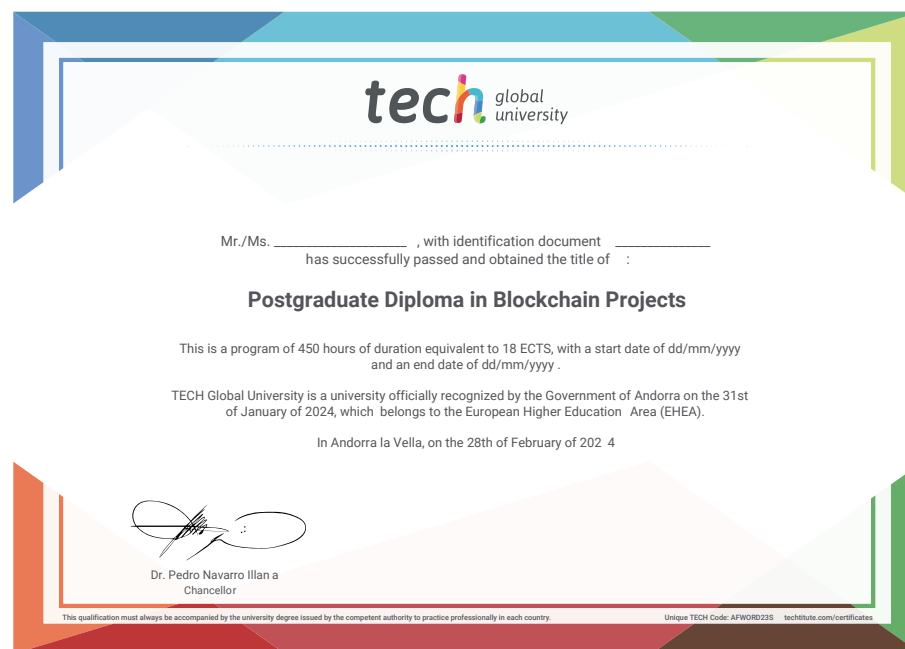 tech global university
Mr./Ms. ___________________ , with identification document ______________
has successfully passed and obtained the title of :
Postgraduate Diploma in Blockchain Projects
This is a program of 450 hours of duration equivalent to 18 ECTS, with a start date of dd/mm/yyyy
and an end date of dd/mm/yyyy .
TECH Global University is a university officially recognized by the Government of Andorra on the 31st
of January of 2024, which belongs to the European Higher Education Area (EHEA).
In Andorra la Vella, on the 28th of February of 202 4
Dr. Pedro Navarro Illan a
Chancellor
This qualification must always be accompanied by the university degree issued by the competent authority to practice professionally in each country. Unique TECH Code: AFWORD23S techtitute.com/certificates